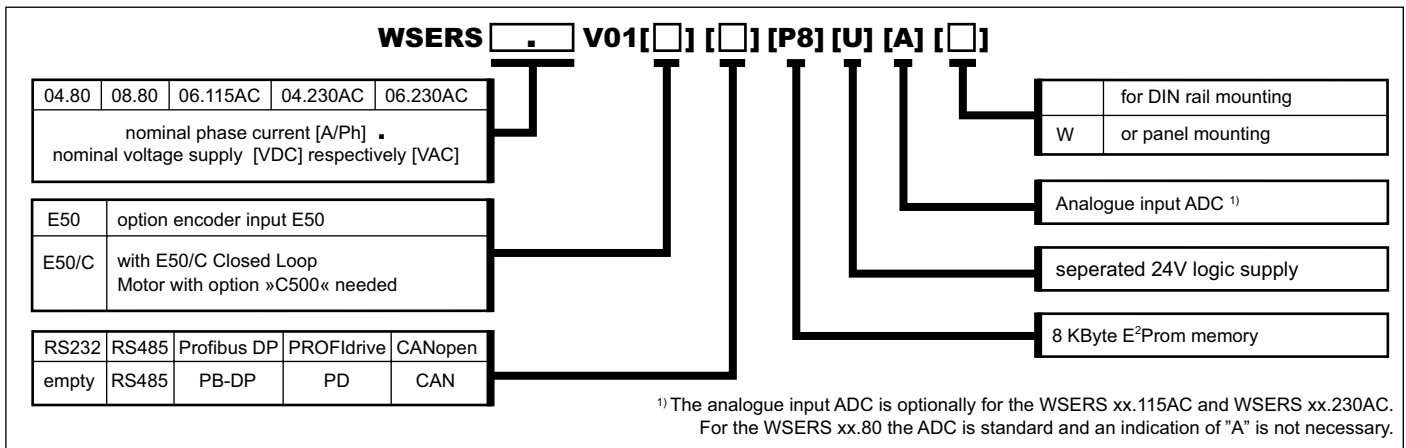 WSERS [ . ] V01[□] [□] [P8] [U] [A] [□]
04.80 08.80 06.115AC 04.230AC 06.230AC
nominal phase current [A/Ph] .
nominal voltage supply [VDC] respectively [VAC]
E50 option encoder input E50
E50/C with E50/C Closed Loop
Motor with option »C500« needed
RS232 RS485 Profibus DP PROFIdrive CANopen
empty RS485 PB-DP PD CAN
for DIN rail mounting
W or panel mounting
Analogue input ADC 1)
seperated 24V logic supply
8 KByte E²Prom memory
1) The analogue input ADC is optionally for the WSERS xx.115AC and WSERS xx.230AC.
For the WSERS xx.80 the ADC is standard and an indication of ”A” is not necessary.